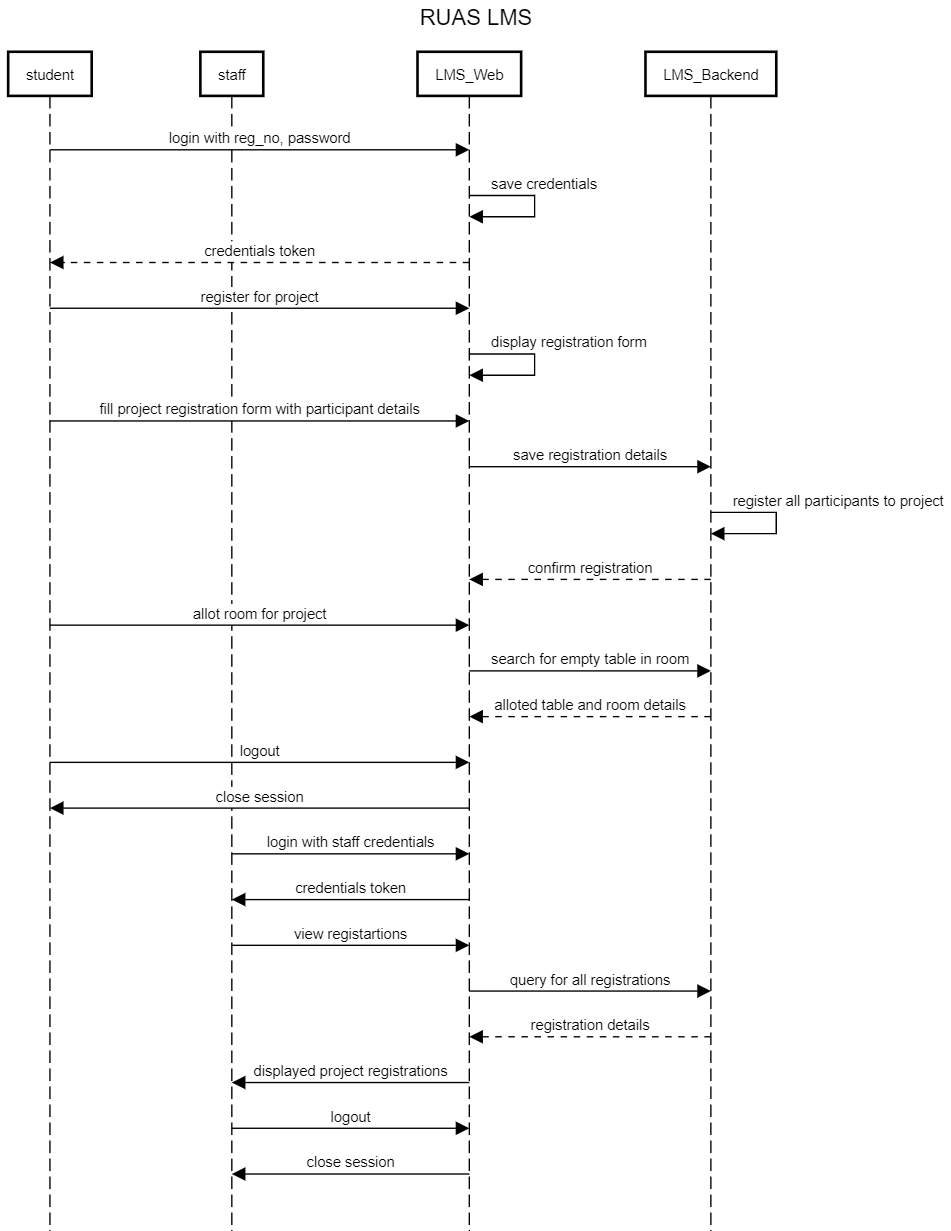 RUAS LMS
student
staff
LMS_Web
LMS_Backend
login with reg_no, password
save credentials
credentials token
register for project
display registration form
fill project registration form with participant details
save registration details
register all participants to project
confirm registration
allot room for project
search for empty table in room
alloted table and room details
logout
close session
login with staff credentials
credentials token
view registartions
query for all registrations
registration details
displayed project registrations
logout
close session